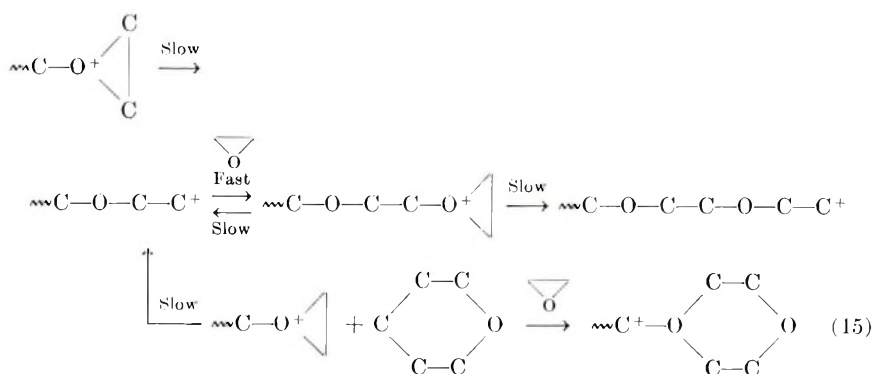 C
Slow
C—O+
C
O
Fast
Slow
C—O—C—C+
C—O—C—C—O+
Slow
C—O—C—C—O—C—C+
C—C
C—C
O
Slow
C—O+
+
C
O
C+—O
O
(15)
C—C
C—C